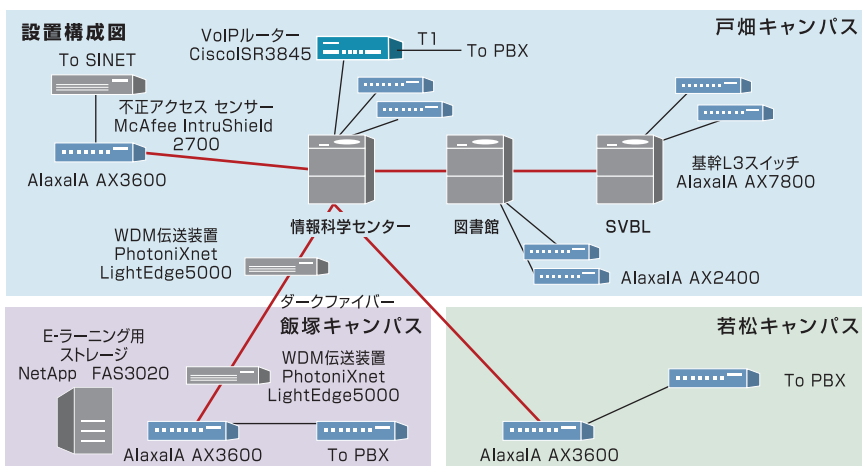 設置構成図
戸畑キャンパス
To SINET
VoIPルーター
CiscoISR3845
T1
To PBX
不正アクセス センサー
McAfee IntruShield
2700
AlaxalA AX3600
基幹L3スイッチ
AlaxalA AX7800
情報科学センター
図書館
SVBL
WDM伝送装置
PhotoniXnet
LightEdge5000
AlaxalA AX2400
ダークファイバー
飯塚キャンパス
E-ラーニング用
ストレージ
NetApp FAS3020
WDM伝送装置
PhotoniXnet
LightEdge5000
AlaxalA AX3600
To PBX
若松キャンパス
To PBX
AlaxalA AX3600